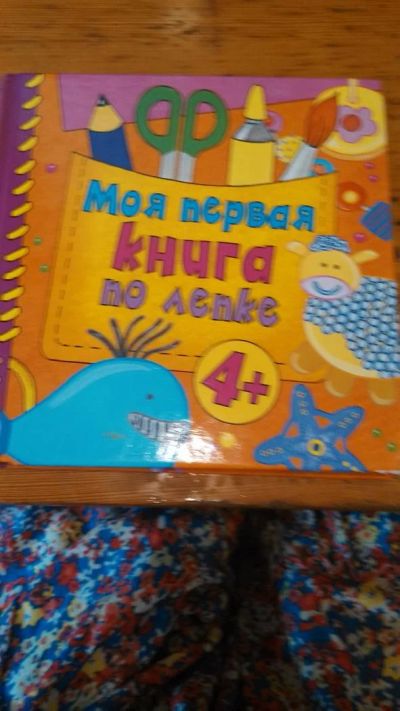 Моя первая
книга
по лепке
4+